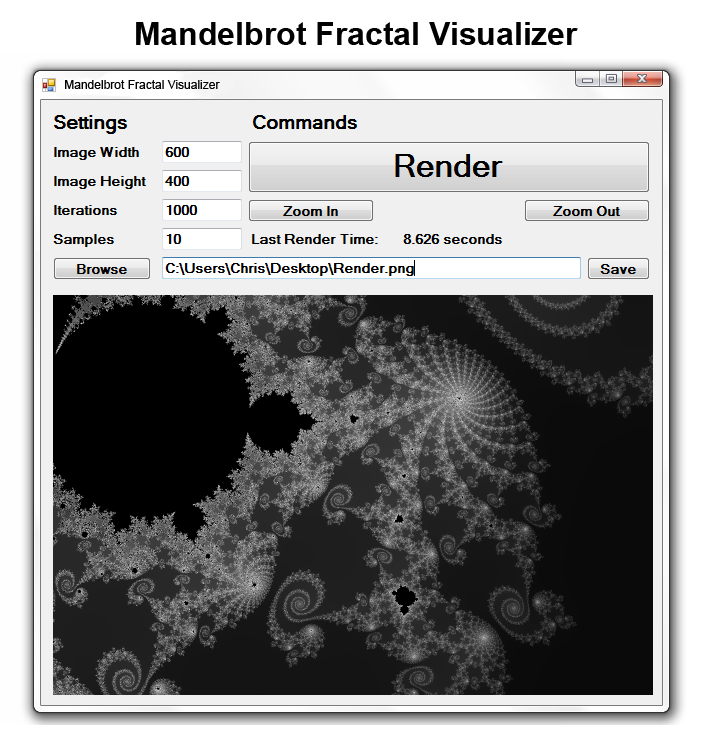 Mandelbrot Fractal Visualizer
Mandelbrot Fractal Visualizer
Settings
Commands
Image Width 600
Render
Image Height 400
Iterations 1000
Zoom In
Zoom Out
Samples 10
Last Render Time: 8.626 seconds
Browse
C:\Users\Chris\Desktop\Render.png
Save